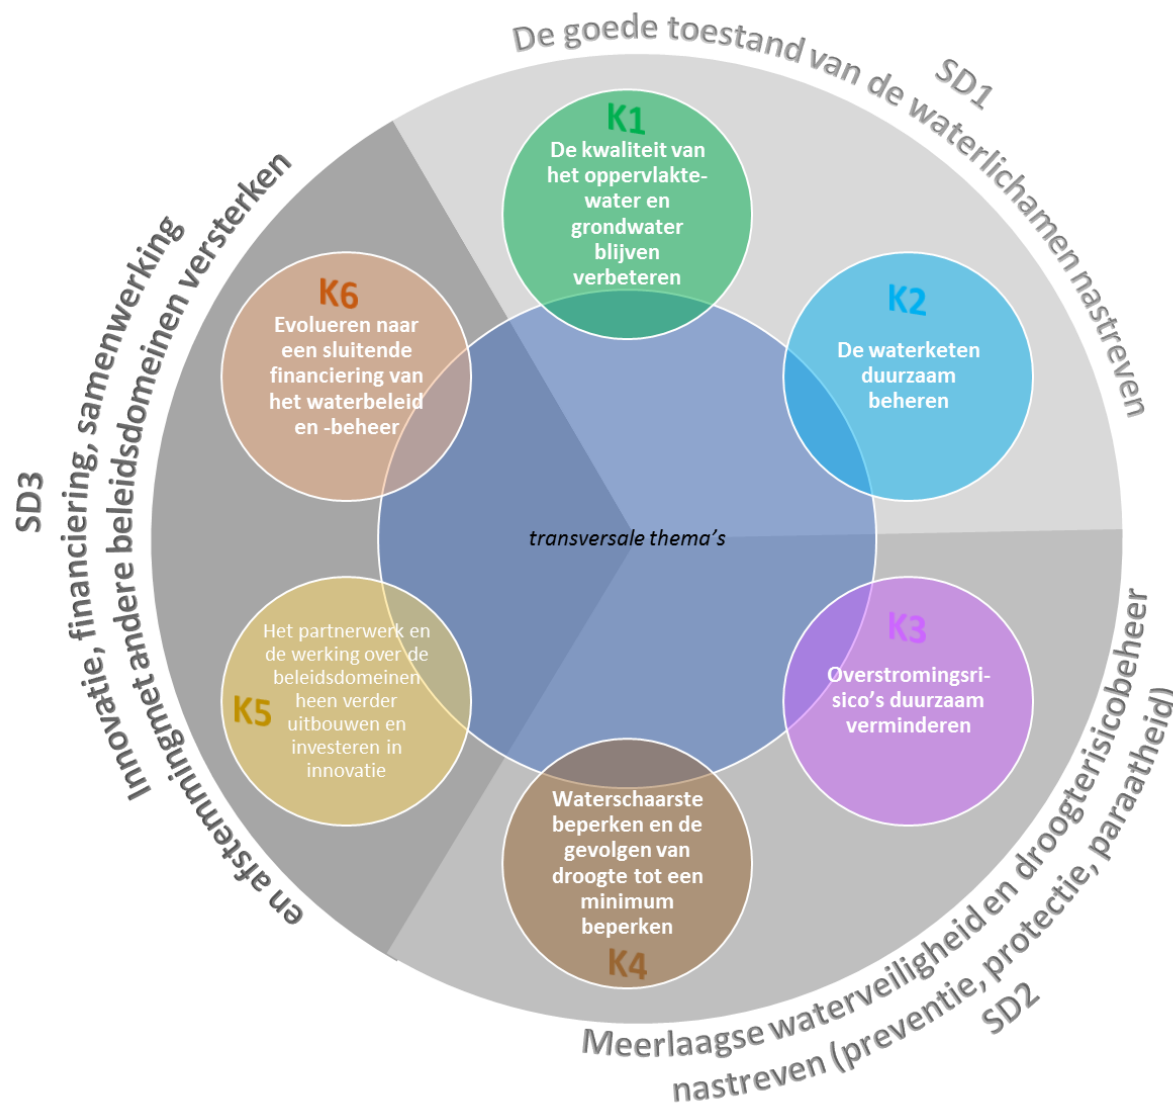 De goede toestand van de waterlichamen nastreven
SD1
K1
De kwaliteit van
het oppervlakte-
water en
grondwater
blijven
verbeteren
K2
De waterketen
duurzaam
beheren
K3
Overstromingsri-
sico’s duurzaam
verminderen
Meerlaagse waterveiligheid en droogterisicobeheer
nastreven (preventie, protectie, paraatheid)
SD2
Waterschaarste
beperken en de
gevolgen van
droogte tot een
minimum
beperken
K4
Het partnerwerk en
de werking over de
beleidsdomeinen
heen verder
uitbouwen en
investeren in
innovatie
K5
K6
Evolueren naar
een sluitende
financiering van
het waterbeleid
en -beheer
SD3
Innovatie, financiering, samenwerking
en afstemmingmet andere beleidsdomeinen versterken
transversale thema’s